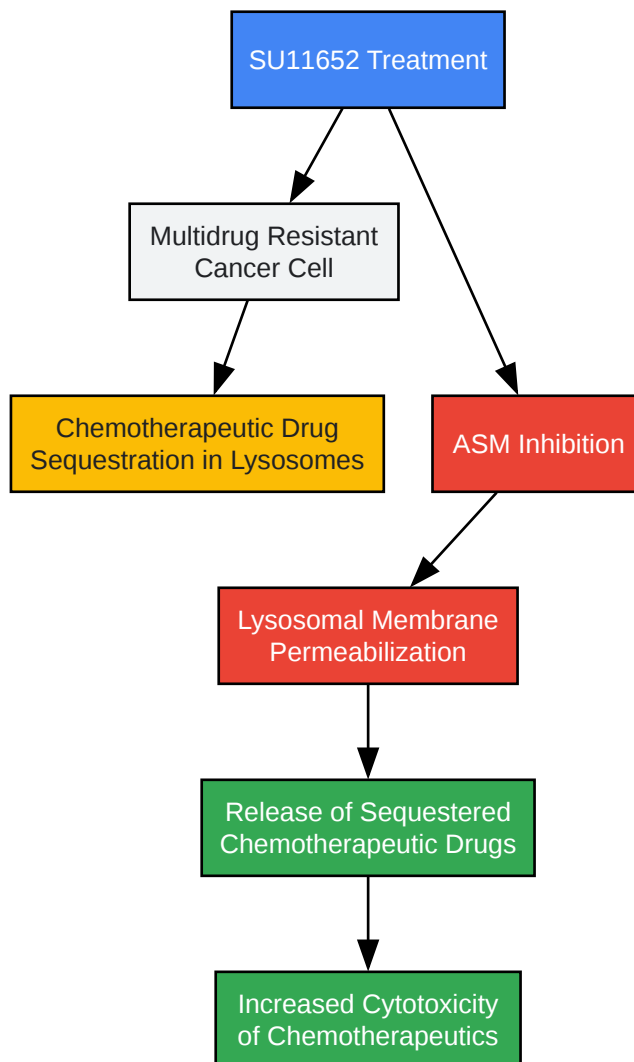 SU11652 Treatment
Multidrug Resistant
Cancer Cell
Chemotherapeutic Drug
Sequestration in Lysosomes
ASM Inhibition
Lysosomal Membrane
Permeabilization
Release of Sequestered
Chemotherapeutic Drugs
Increased Cytotoxicity
of Chemotherapeutics